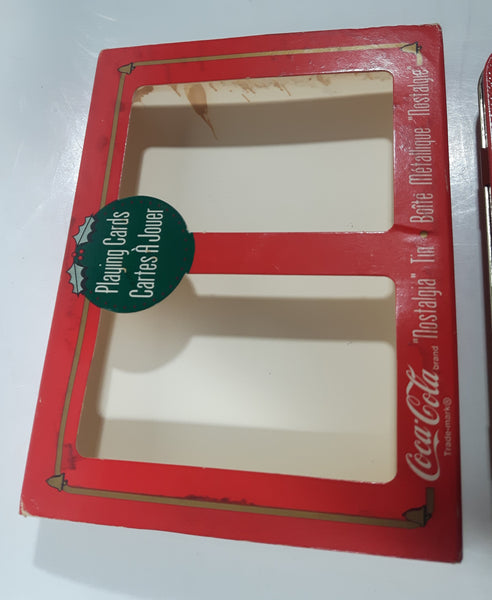 Playing Cards
Cartes À Jouer
Coca-Cola brand "Nostalgia" Tin • Boîte Métallique "Nostalgie"
Trade-mark®